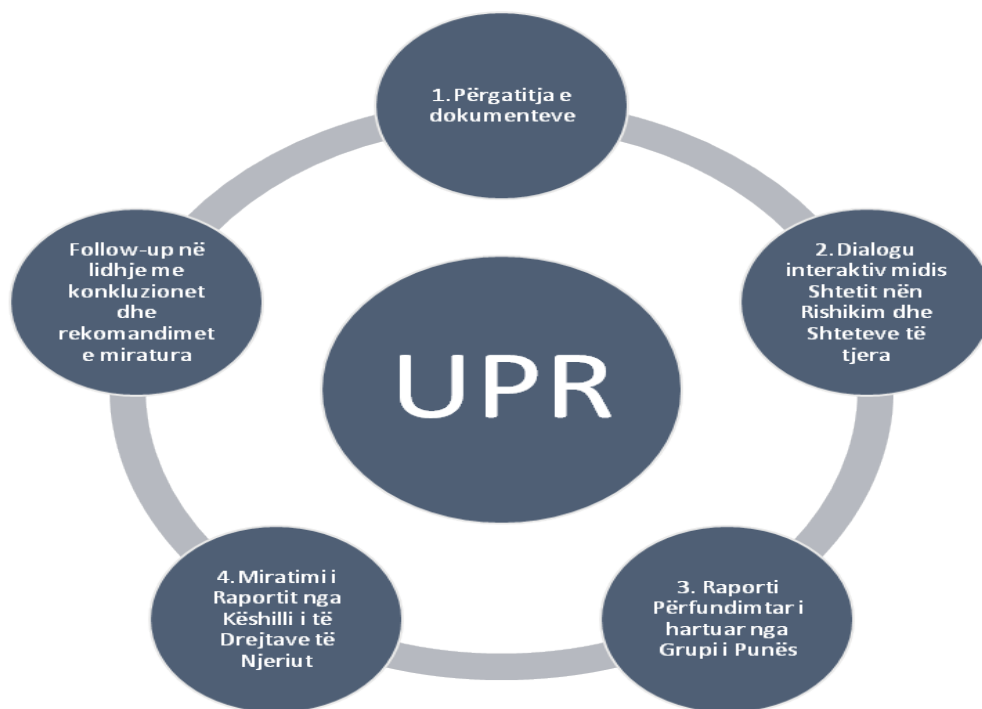 1. Përgatitja e
dokumenteve
2. Dialogu
interaktiv midis
Shtetit nën
Rishikim dhe
Shteteve të
tjera
3. Raporti
Përfundimtar i
hartuar nga
Grupi i Punës
4. Miratimi i
Raportit nga
Këshilli i të
Drejtave të
Njeriut
Follow-up në
lidhje me
konkluzionet
dhe
rekomandimet
e miratura
UPR